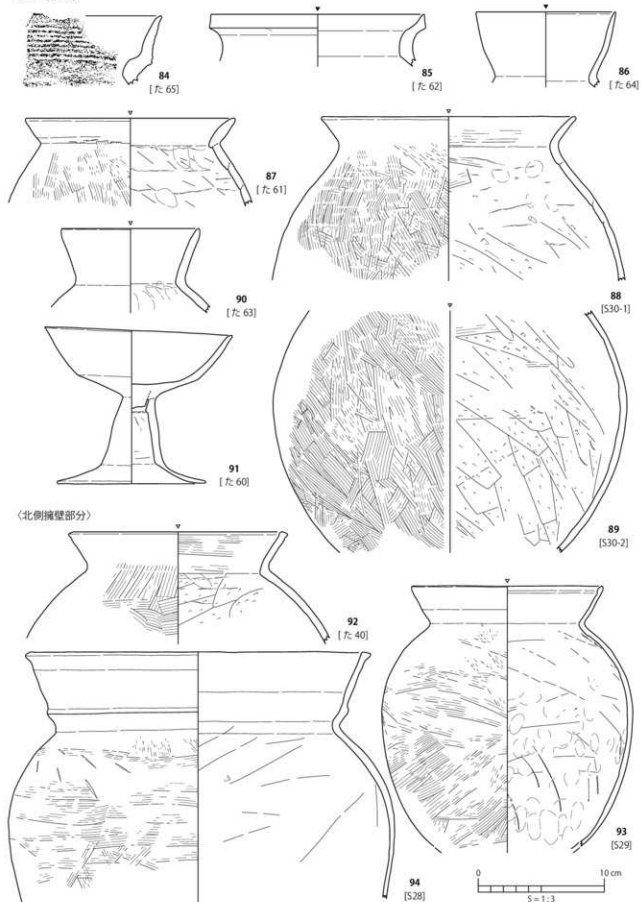 84
[た 65]
85
[た 62]
86
[た 64]
87
[た 61]
88
[S30-1]
90
[た 63]
91
[た 60]
89
[S30-2]
〈北側擁壁部分〉
92
[た 40]
93
[S29]
94
[S28]
0 10 cm
S = 1 : 3